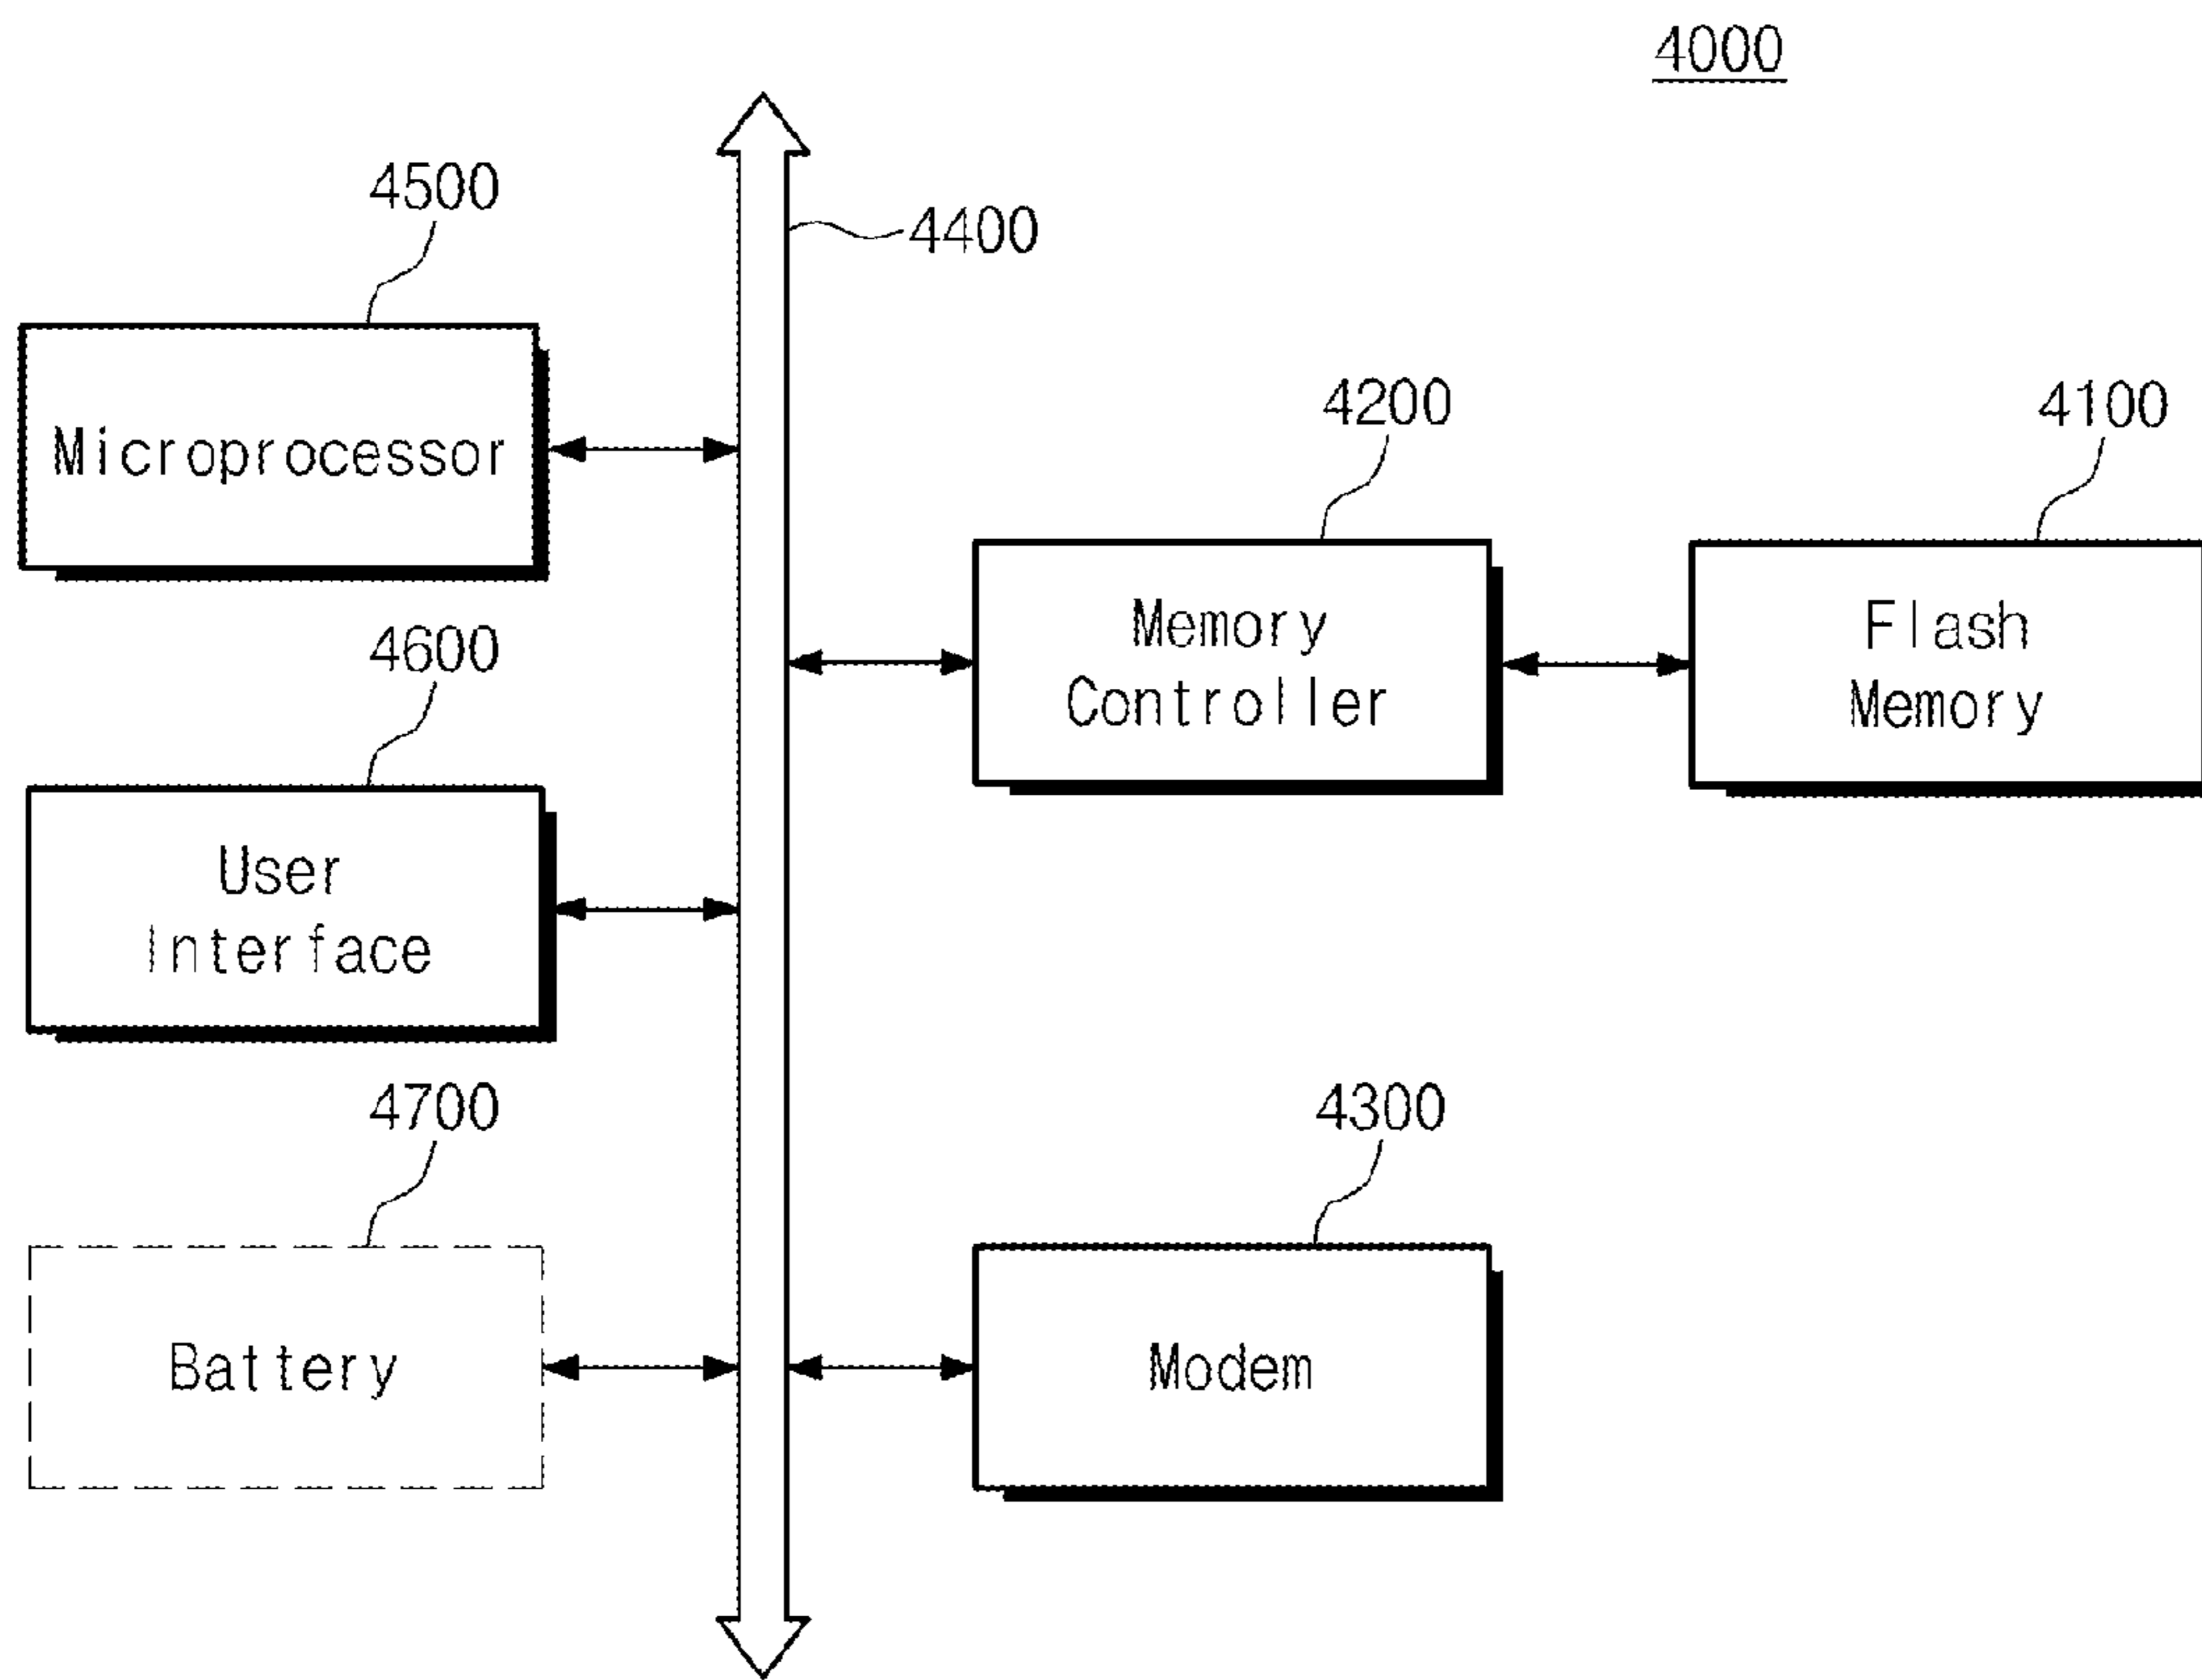 4000
4500
4400
Microprocessor
4200
4100
Memory
Controller
Flash
Memory
4600
User
Interface
4700
4300
Battery
Modem